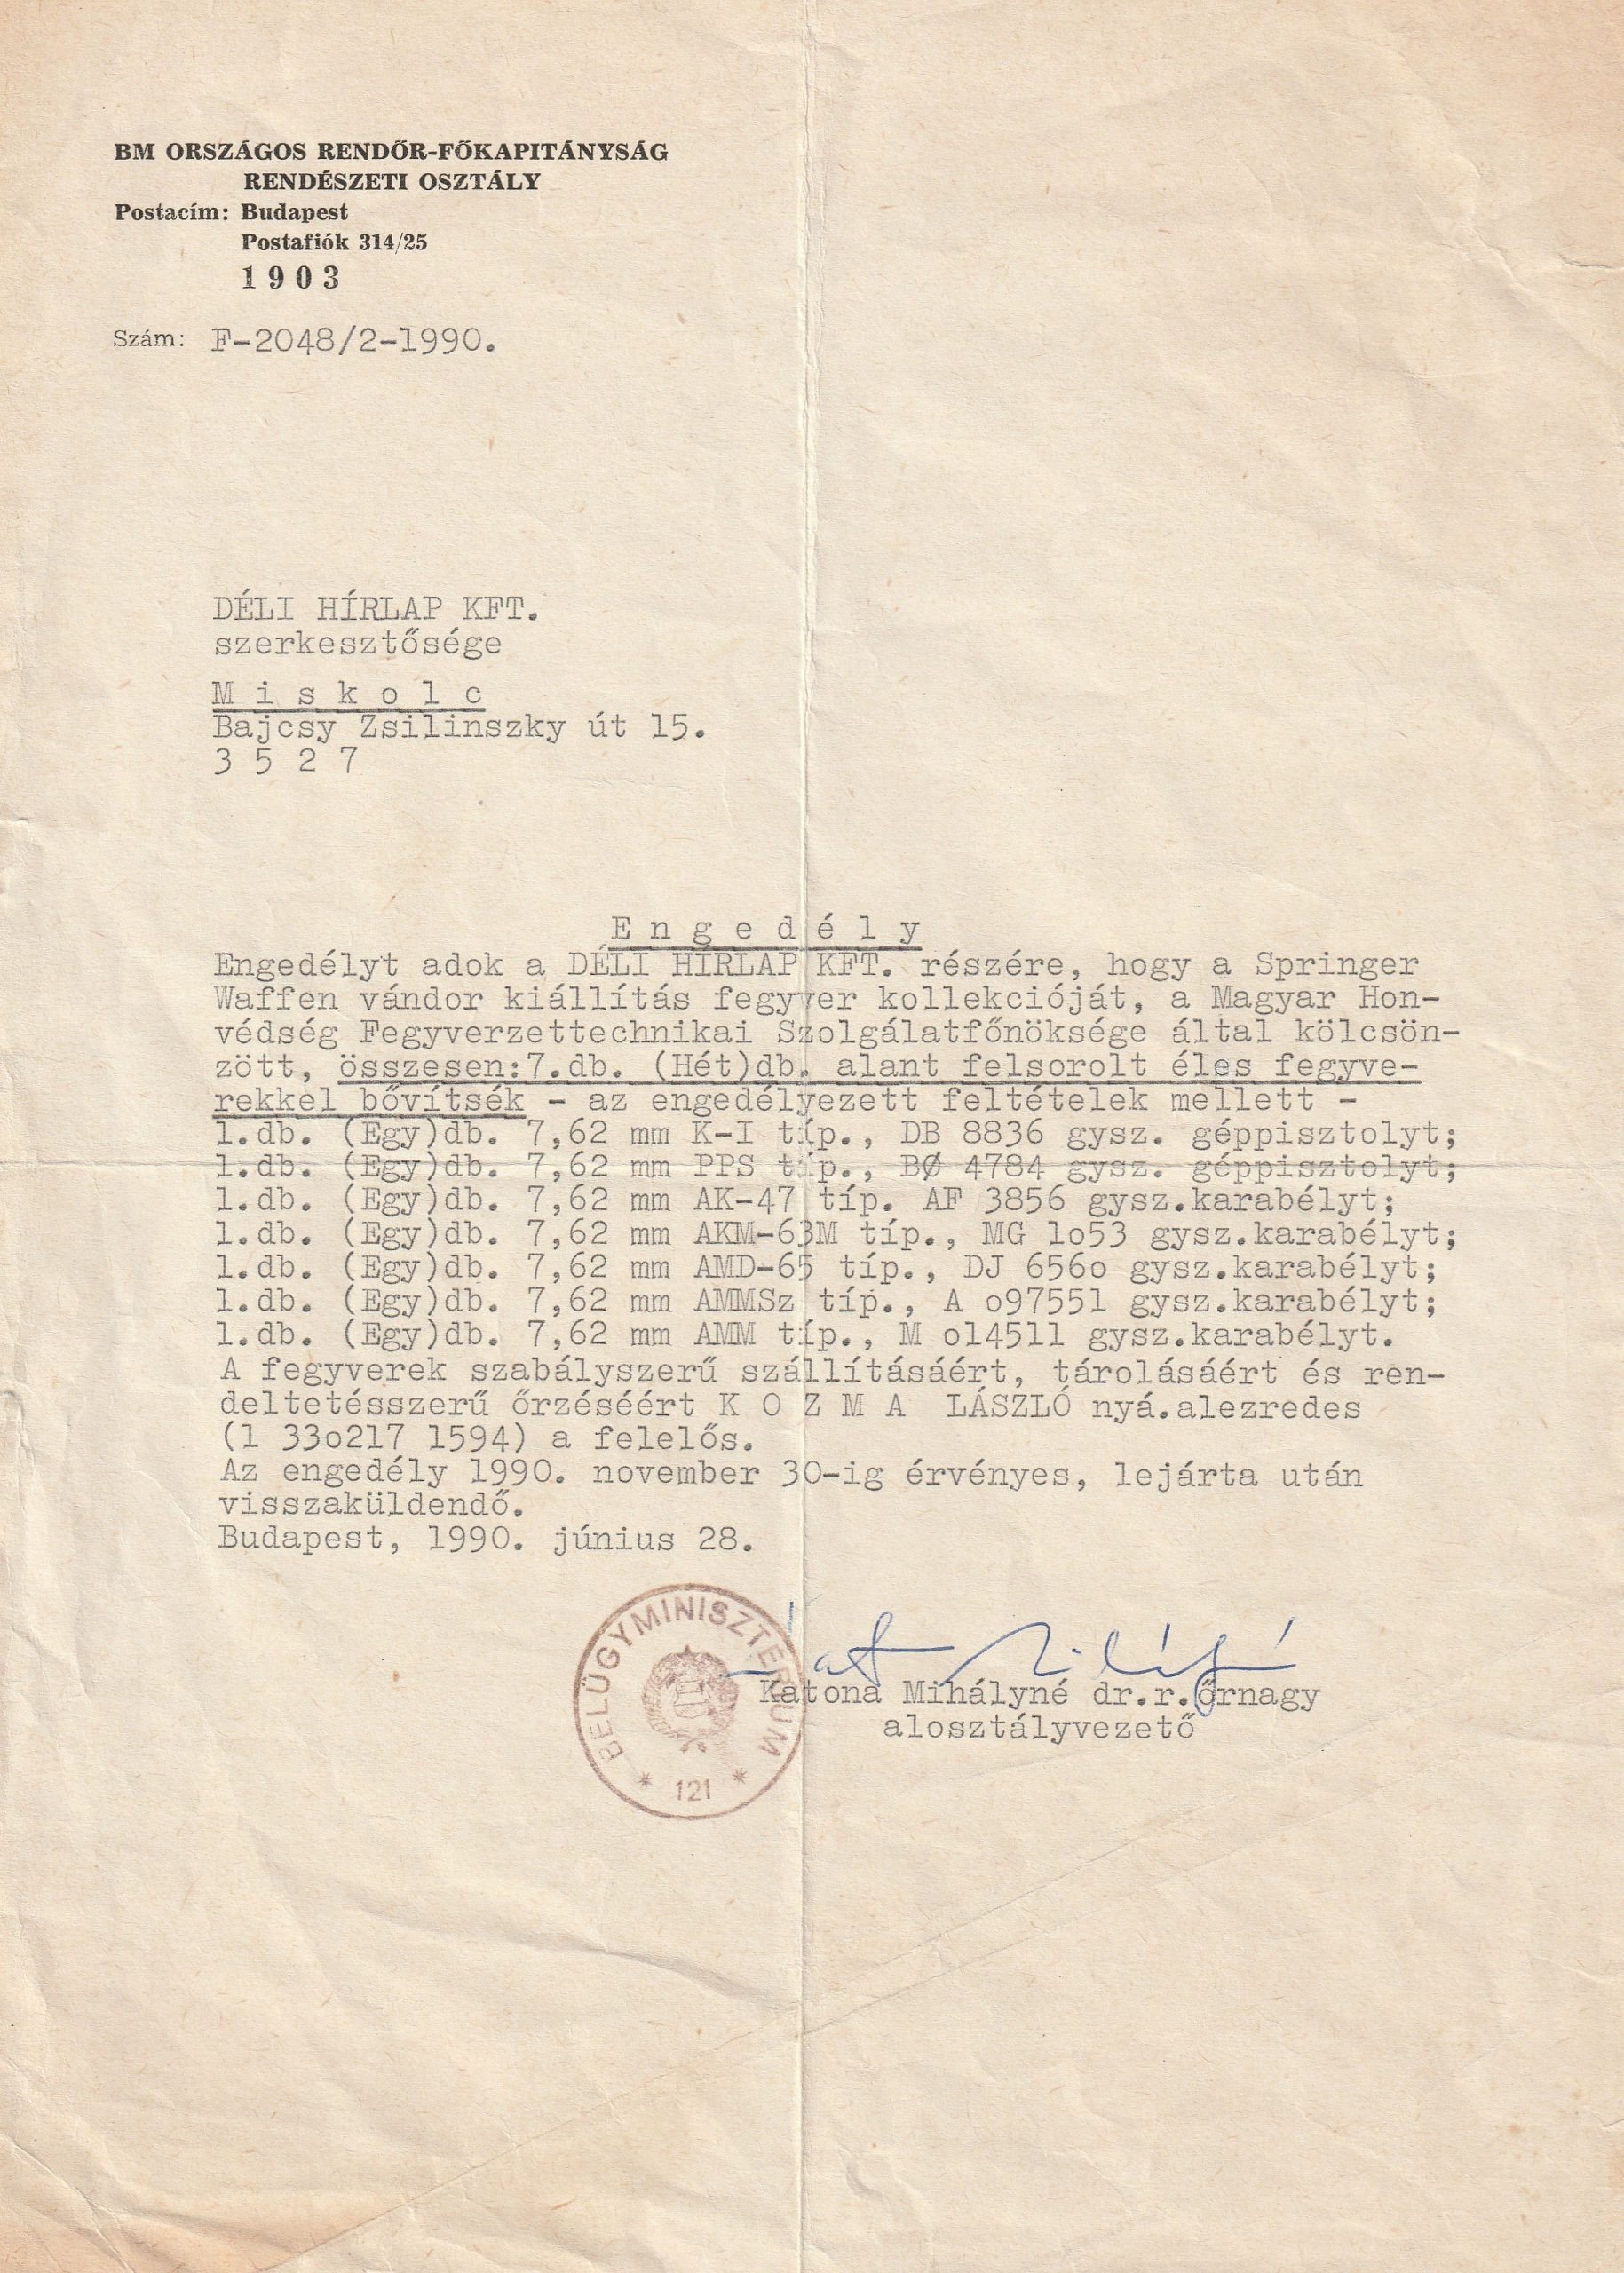 BM ORSZÁGOS RENDŐR-FŐKAPITÁNYSÁG
RENDÉSZETI OSZTÁLY
Postacím: Budapest
Postafiók 314/25
1903
Szám: F-2048/2-1990.
DÉLI HÍRLAP KFT.
szerkesztősége
M i s k o l c
Bajcsy Zsilinszky út 15.
3 5 2 7
E n g e d é l y
Engedélyt adok a DÉLI HÍRLAP KFT. részére, hogy a Springer
Waffen vándor kiállítás fegyver kollekcióját, a Magyar Hon-
védség Fegyverzettechnikai Szolgálatfőnöksége által kölcsön-
zött, összesen:7.db. (Hét)db. alant felsorolt éles fegyve-
rekkel bővítsék - az engedélyezett feltételek mellett -
1.db. (Egy)db. 7,62 mm K-I típ., DB 8836 gysz. géppisztolyt;
1.db. (Egy)db. 7,62 mm PPS típ., BØ 4784 gysz. géppisztolyt;
1.db. (Egy)db. 7,62 mm AK-47 típ. AF 3856 gysz.karabélyt;
1.db. (Egy)db. 7,62 mm AKM-63M típ., MG lo53 gysz.karabélyt;
1.db. (Egy)db. 7,62 mm AMD-65 típ., DJ 656o gysz.karabélyt;
1.db. (Egy)db. 7,62 mm AMMSz típ., A o97551 gysz.karabélyt;
1.db. (Egy)db. 7,62 mm AMM típ., M o14511 gysz.karabélyt.
A fegyverek szabályszerű szállításáért, tárolásáért és ren-
deltetésszerű őrzéséért K O Z M A LÁSZLÓ nyá.alezredes
(1 33o217 1594) a felelős.
Az engedély 1990. november 30-ig érvényes, lejárta után
visszaküldendő.
Budapest, 1990. június 28.
BELÜGYMINISZTÉRIUM
* 121 *
Katona Mihályné dr.r.őrnagy
alosztályvezető